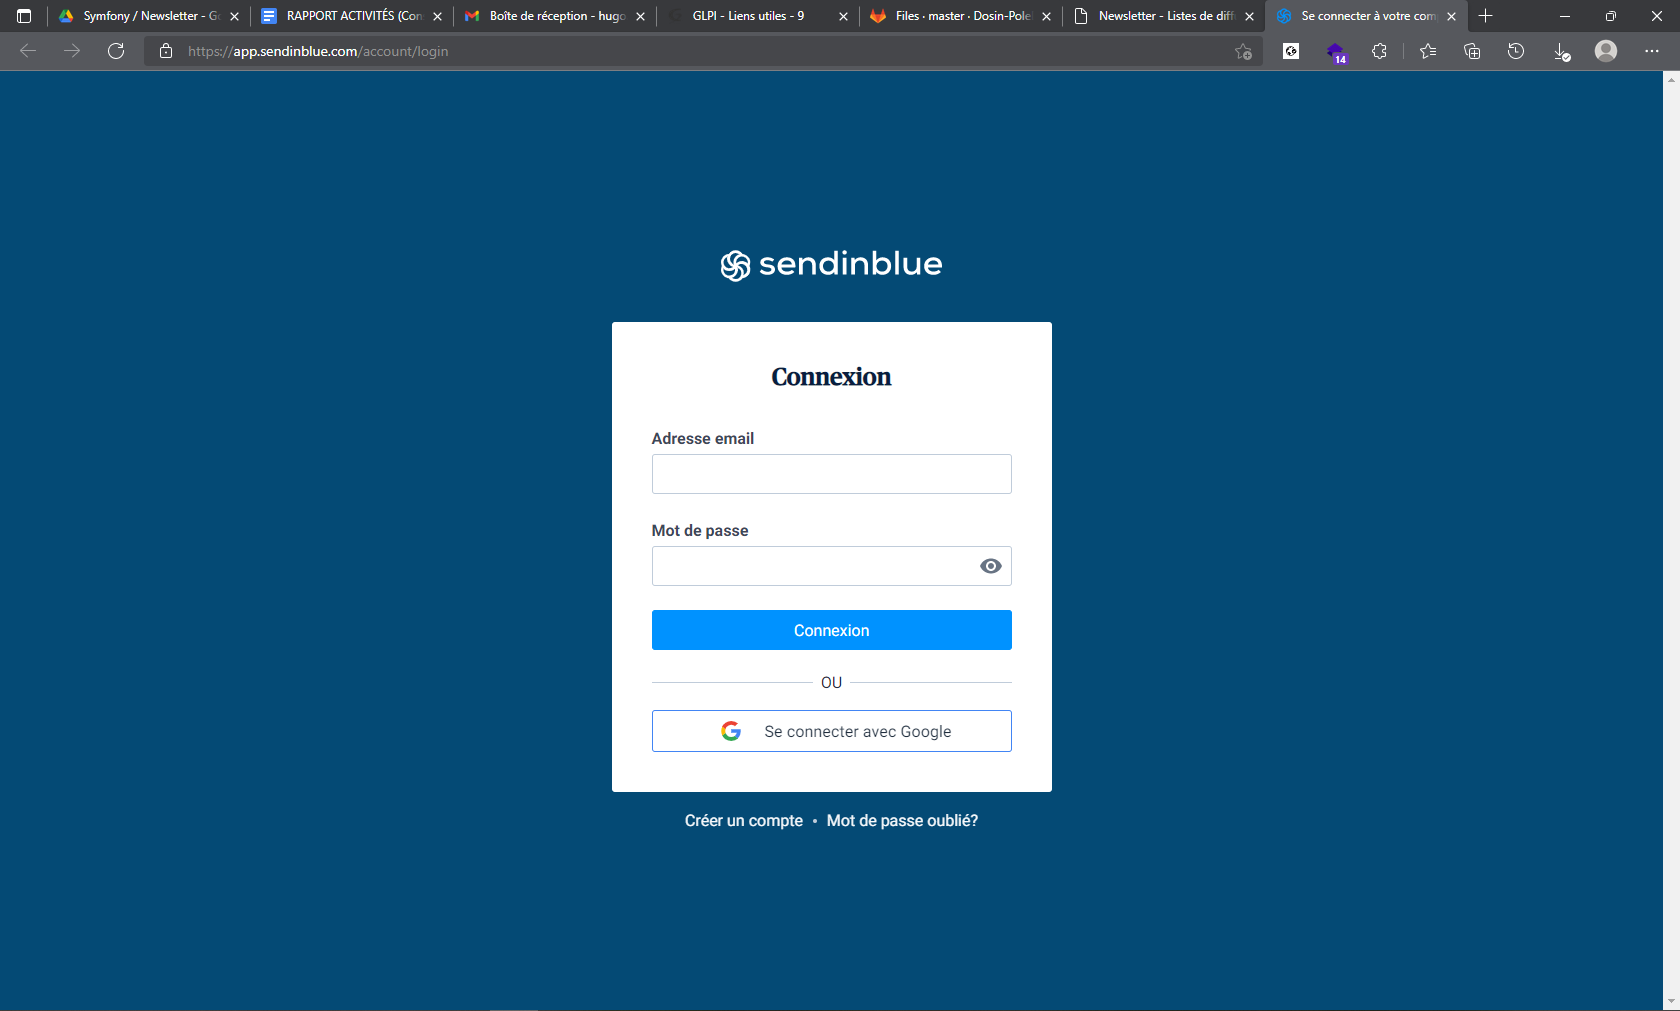 Symfony / Newsletter - Go
RAPPORT ACTIVITÉS (Con
Boîte de réception - hugo
GLPI - Liens utiles - 9
Files · master · Dosin-Pole
Newsletter - Listes de diff
Se connecter à votre com
https://app.sendinblue.com/account/login
14
sendinblue
Connexion
Adresse email
Mot de passe
Connexion
OU
Se connecter avec Google
Créer un compte • Mot de passe oublié?